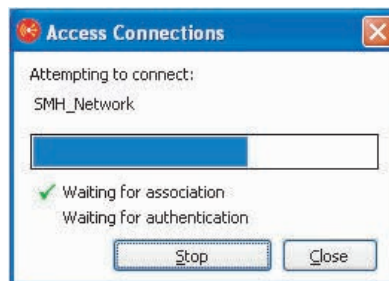 Access Connections
Attempting to connect:
SMH_Network
Waiting for association
Waiting for authentication
Stop Close